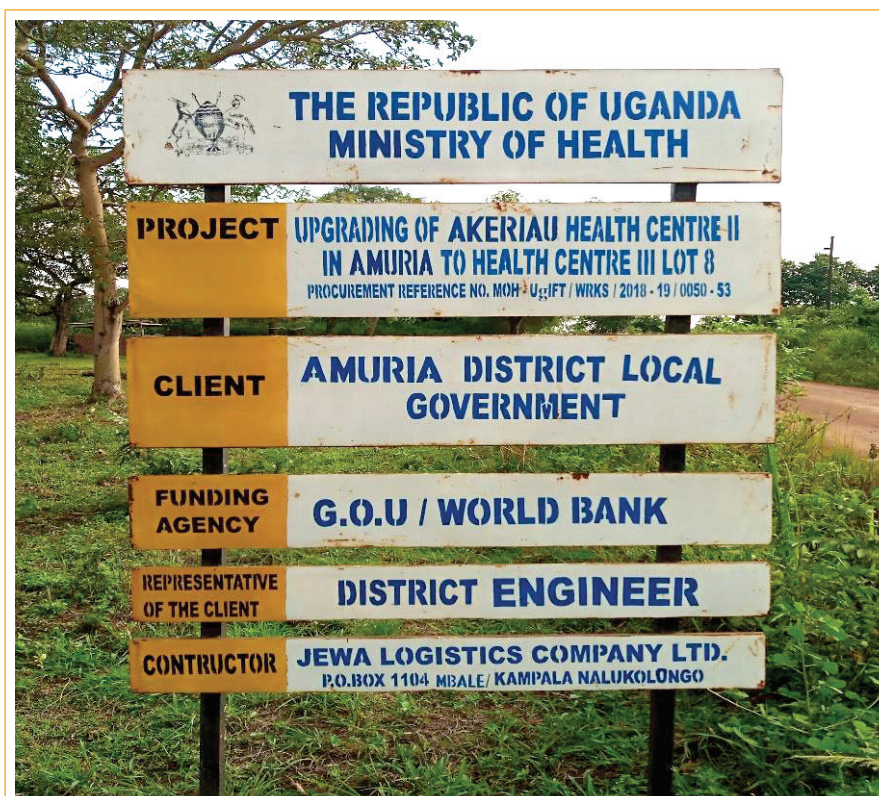 THE REPUBLIC OF UGANDA
MINISTRY OF HEALTH
PROJECT
UPGRADING OF AKERIAU HEALTH CENTRE II
IN AMURIA TO HEALTH CENTRE III LOT 8
PROCUREMENT REFERENCE NO. MOH - UgIFT / WRKS / 2018 - 19 / 0050 - 53
CLIENT
AMURIA DISTRICT LOCAL
GOVERNMENT
FUNDING
AGENCY
G.O.U / WORLD BANK
REPRESENTATIVE
OF THE CLIENT
DISTRICT ENGINEER
CONTRUCTOR
JEWA LOGISTICS COMPANY LTD.
P.O.BOX 1104 MBALE/ KAMPALA NALUKOLONGO